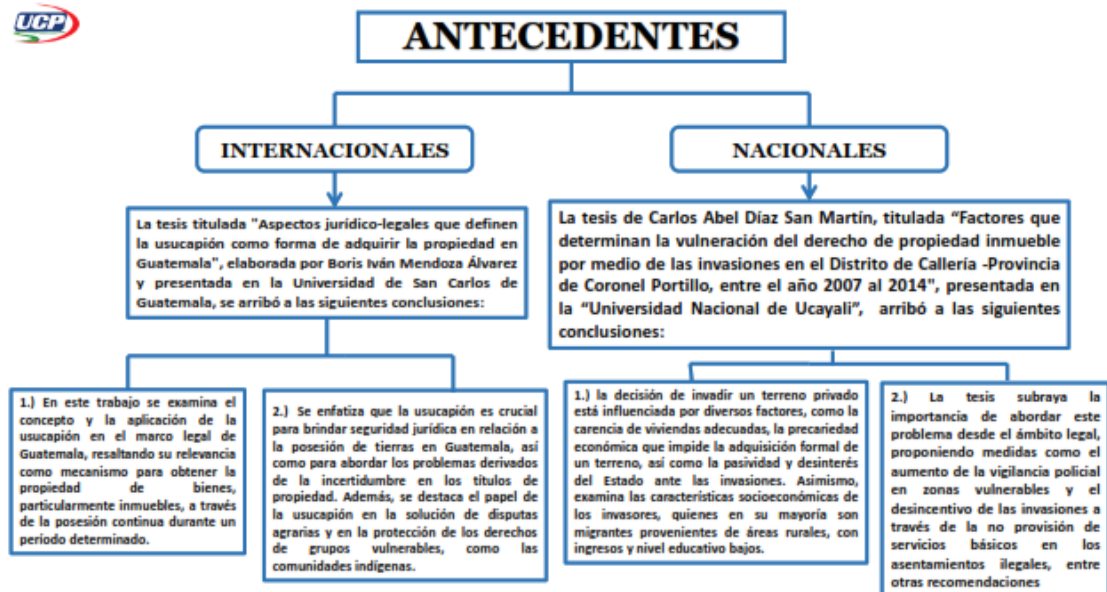 UCP
ANTECEDENTES
INTERNACIONALES
La tesis titulada "Aspectos jurídico-legales que definen
la usucapión como forma de adquirir la propiedad en
Guatemala", elaborada por Boris Iván Mendoza Álvarez
y presentada en la Universidad de San Carlos de
Guatemala, se arribó a las siguientes conclusiones:
1.) En este trabajo se examina el
concepto y la aplicación de la
usucapión en el marco legal de
Guatemala, resaltando su relevancia
como mecanismo para obtener la
propiedad de bienes,
particularmente inmuebles, a través
de la posesión continua durante un
período determinado.
2.) Se enfatiza que la usucapión es crucial
para brindar seguridad jurídica en relación a
la posesión de tierras en Guatemala, así
como para abordar los problemas derivados
de la incertidumbre en los títulos de
propiedad. Además, se destaca el papel de
la usucapión en la solución de disputas
agrarias y en la protección de los derechos
de grupos vulnerables, como las
comunidades indígenas.
NACIONALES
La tesis de Carlos Abel Díaz San Martín, titulada “Factores que
determinan la vulneración del derecho de propiedad inmueble
por medio de las invasiones en el Distrito de Callería -Provincia
de Coronel Portillo, entre el año 2007 al 2014", presentada en
la “Universidad Nacional de Ucayali”, arribó a las siguientes
conclusiones:
1.) la decisión de invadir un terreno privado
está influenciada por diversos factores, como la
carencia de viviendas adecuadas, la precariedad
económica que impide la adquisición formal de
un terreno, así como la pasividad y desinterés
del Estado ante las invasiones. Asimismo,
examina las características socioeconómicas de
los invasores, quienes en su mayoría son
migrantes provenientes de áreas rurales, con
ingresos y nivel educativo bajos.
2.) La tesis subraya la
importancia de abordar este
problema desde el ámbito legal,
proponiendo medidas como el
aumento de la vigilancia policial
en zonas vulnerables y el
desincentivo de las invasiones a
través de la no provisión de
servicios básicos en los
asentamientos ilegales, entre
otras recomendaciones